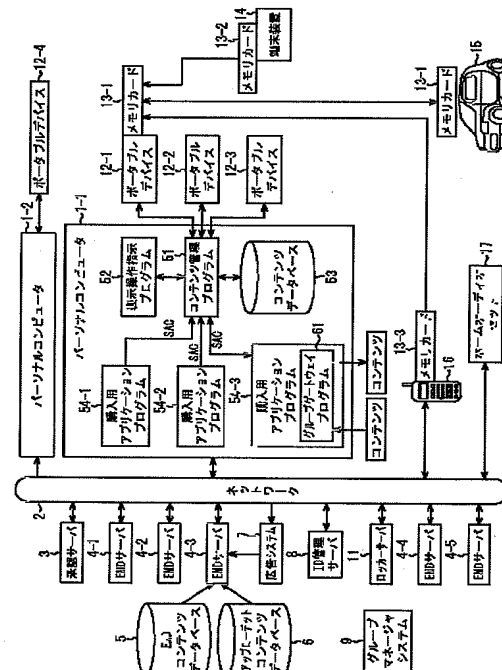 12-4
ポータブルデバイス
1-2
パーソナルコンピュータ
13-2
14
メモリカード
端末装置
13-1
メモリカード
12-1
ポータブル
デバイス
12-2
ポータブル
デバイス
12-3
ポータブル
デバイス
13-1
メモリカード
15
1-1
パーソナルコンピュータ
52
表示操作指示
プログラム
51
コンテンツ管理
プログラム
コンテンツ
データベース
53
SAC
SAC
SAC
54-1
購入用
アプリケーション
プログラム
54-2
購入用
アプリケーション
プログラム
54-3
購入用
アプリケーション
プログラム
61
グループゲートウェイ
プログラム
コンテンツ
コンテンツ
13-3
メモリカード
16
17
ホームオーディオ
セット
2
ネットワーク
3
来歴サーバ
4-1
EMDサーバ
4-2
EMDサーバ
4-3
EMDサーバ
7
広告システム
8
ID管理
サーバ
11
ロッカーサーバ
4-4
EMDサーバ
4-5
EMDサーバ
5
コンテンツ
データベース
6
コンテンツ
データベース
9
グループ
マネージャ
システム